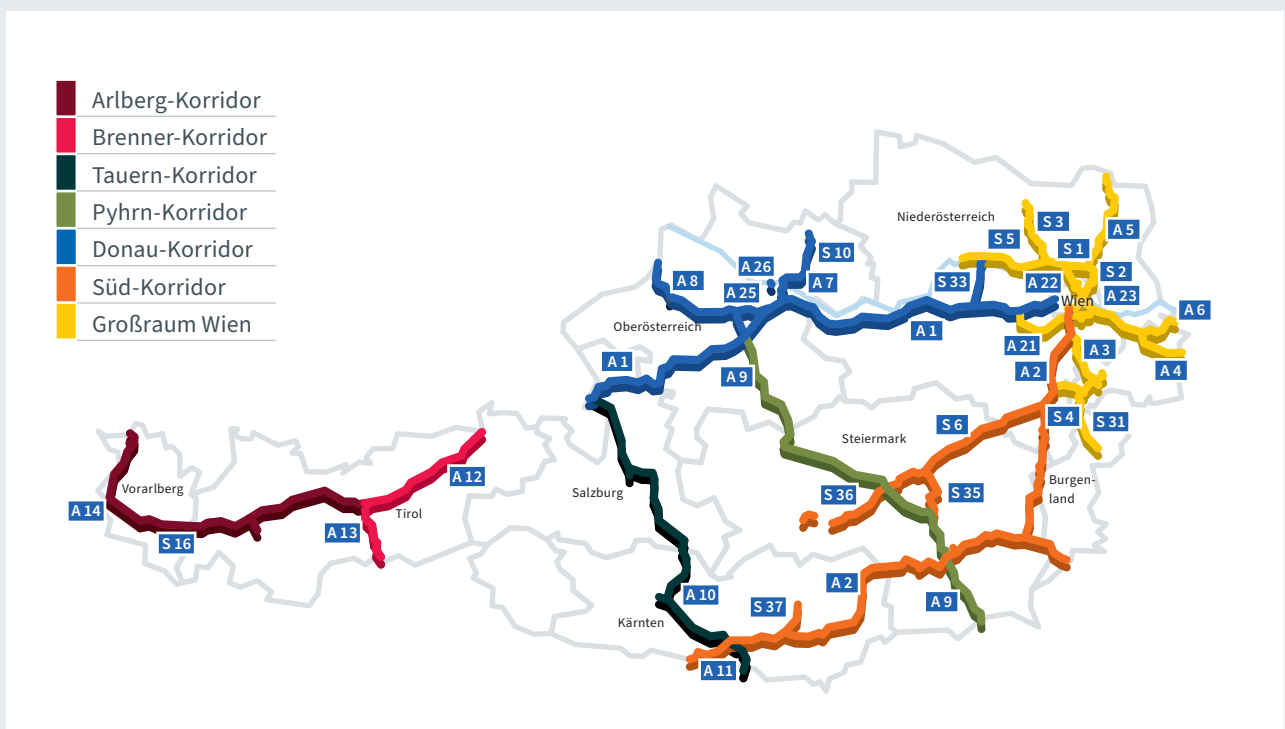 Arlberg-Korridor
Brenner-Korridor
Tauern-Korridor
Pyhrn-Korridor
Donau-Korridor
Süd-Korridor
Großraum Wien
Niederösterreich
S 3
A 5
S 5
S 1
S 10
A 26
S 2
A 8
A 7
S 33
A 22
A 25
A 23
Wien
A 6
Oberösterreich
A 1
A 21
A 3
A 1
A 2
A 4
A 9
S 4
S 31
S 6
Steiermark
A 12
Burgen-
land
Vorarlberg
Salzburg
S 36
S 35
A 14
Tirol
A 13
S 16
A 2
A 10
A 9
S 37
Kärnten
A 11